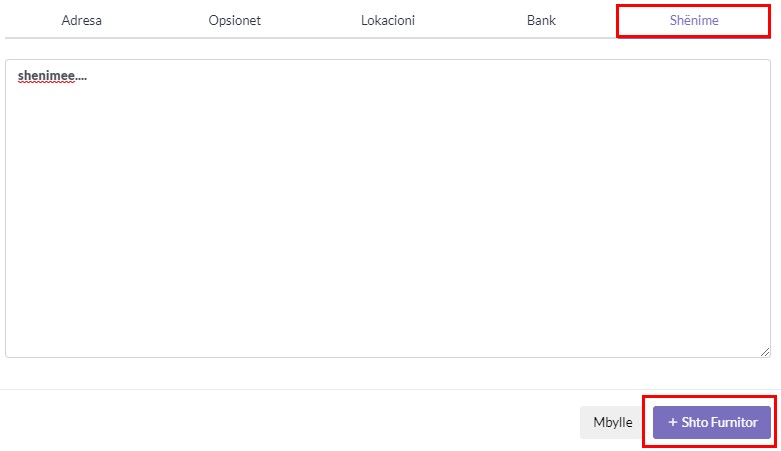 Adresa Opsionet Lokacioni Bank Shënime
shenimee....
Mbylle + Shto Furnitor